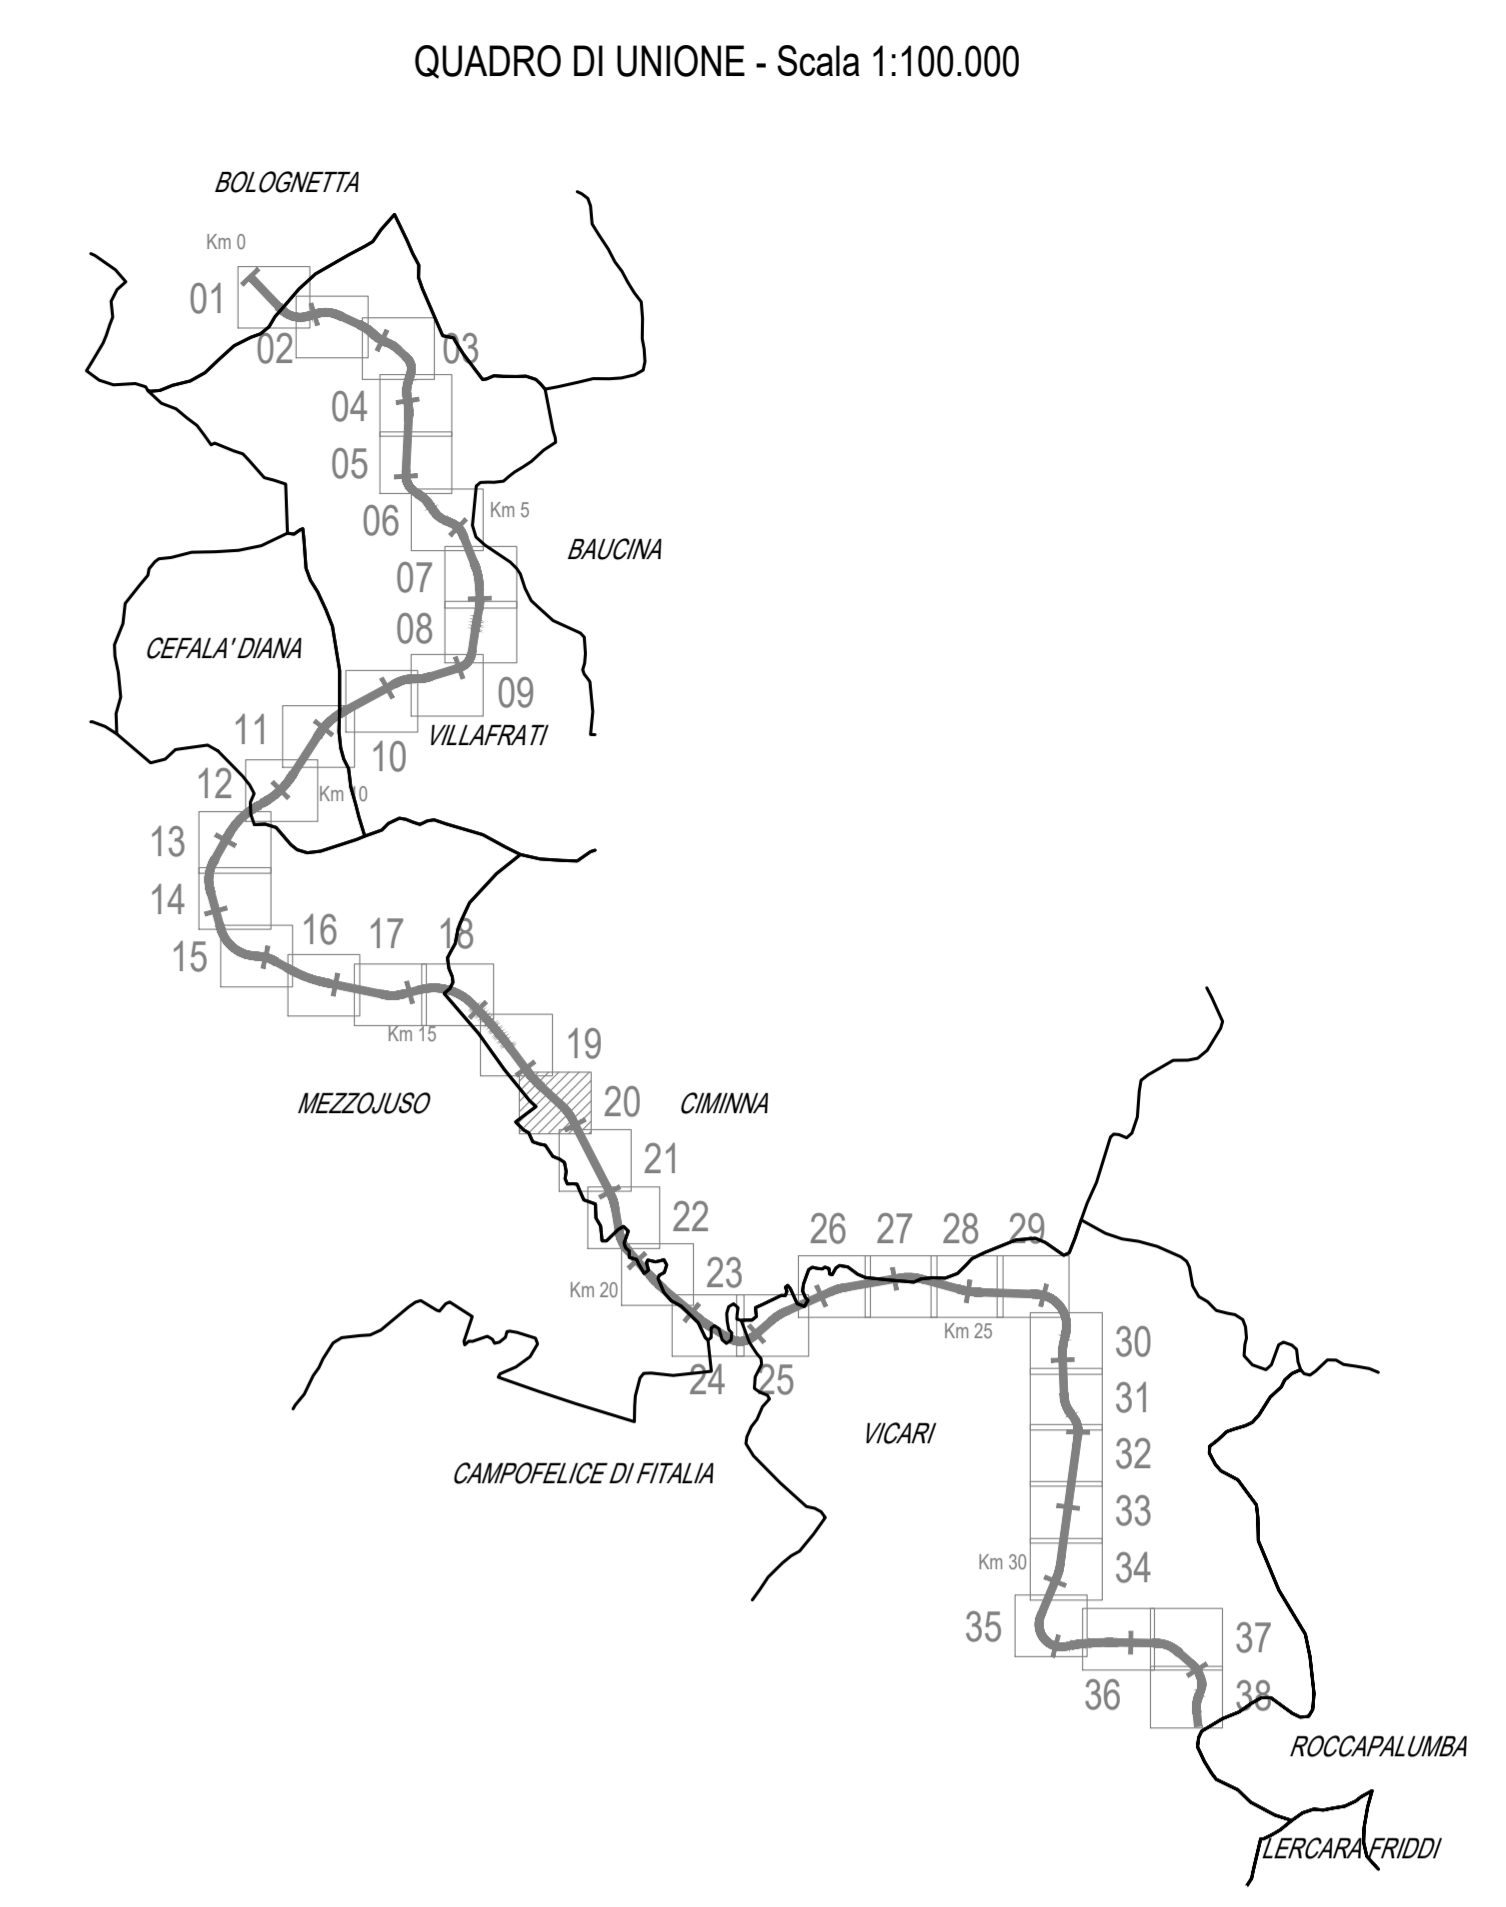 QUADRO DI UNIONE - Scala 1:100.000
BOLOGNETTA
Km 0
01
02
03
04
05
06
Km 5
BAUCINA
07
08
CEFALA' DIANA
09
11
VILLAFRATI
10
12
Km 10
13
14
15
16
17
18
Km 15
19
MEZZOJUSO
20
CIMINNA
21
22
26
27
28
29
23
Km 20
Km 25
24
25
30
31
VICARI
32
CAMPOFELICE DI FITALIA
33
Km 30
34
35
37
36
38
ROCCAPALUMBA
LERCARA FRIDDI